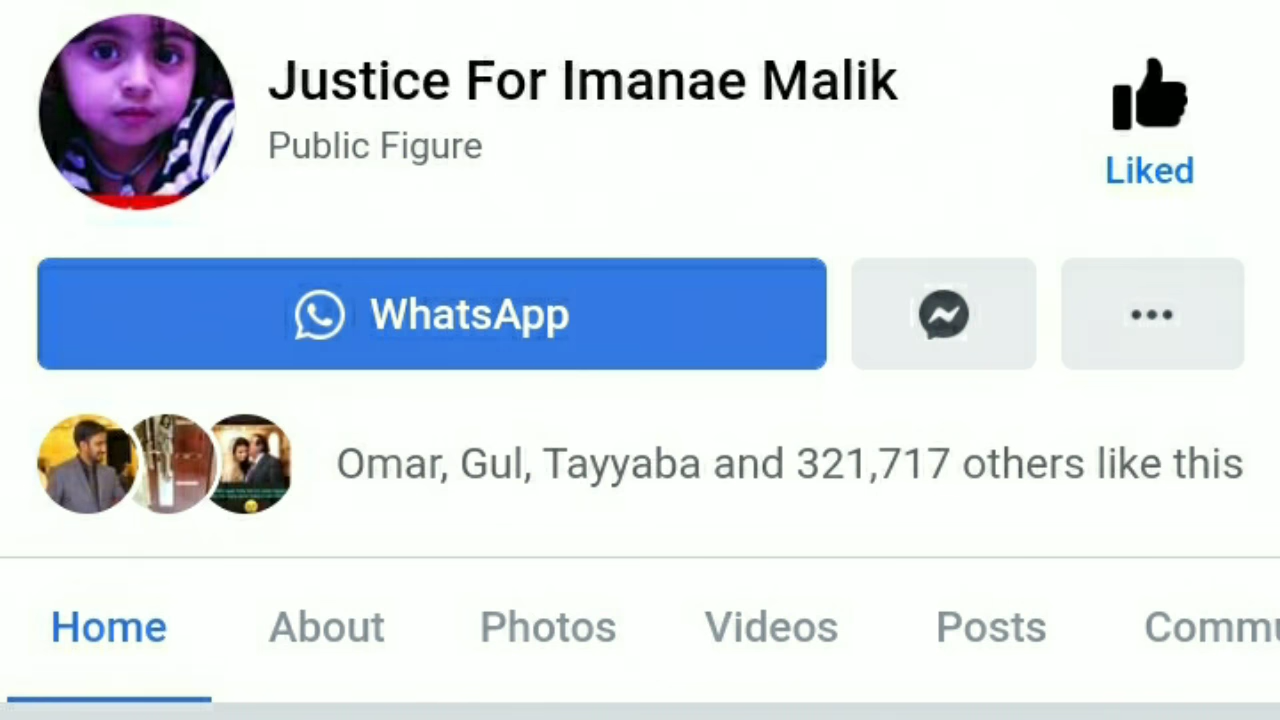 Justice For Imanae Malik
Public Figure
Liked
WhatsApp
Omar, Gul, Tayyaba and 321,717 others like this
Home About Photos Videos Posts Commu